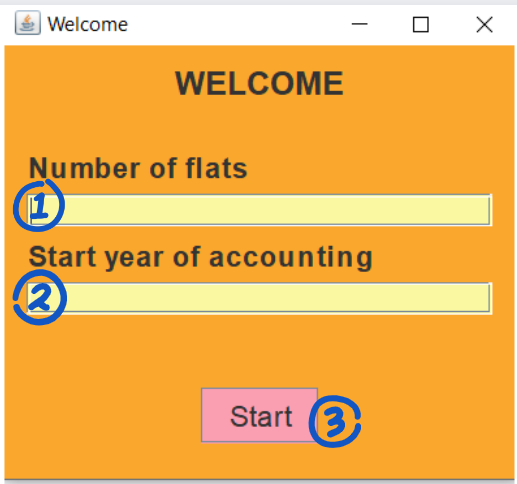 Welcome
WELCOME
Number of flats
1
Start year of accounting
2
Start
3